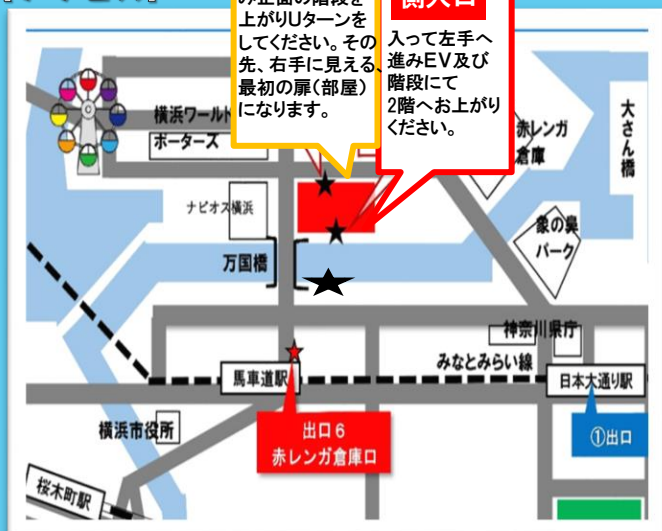 み正面の階段を
上がりUターンを
してください。その
先、右手に見える、
最初の扉(部屋)
になります。
側入口
入って左手へ
進みEV及び
階段にて
2階へお上がり
ください。
横浜ワールド
ポーターズ
赤レンガ
倉庫
大さん橋
ナビオス横浜
象の鼻
パーク
万国橋
神奈川県庁
みなとみらい線
馬車道駅
日本大通り駅
横浜市役所
出口6
赤レンガ倉庫口
①出口
桜木町駅